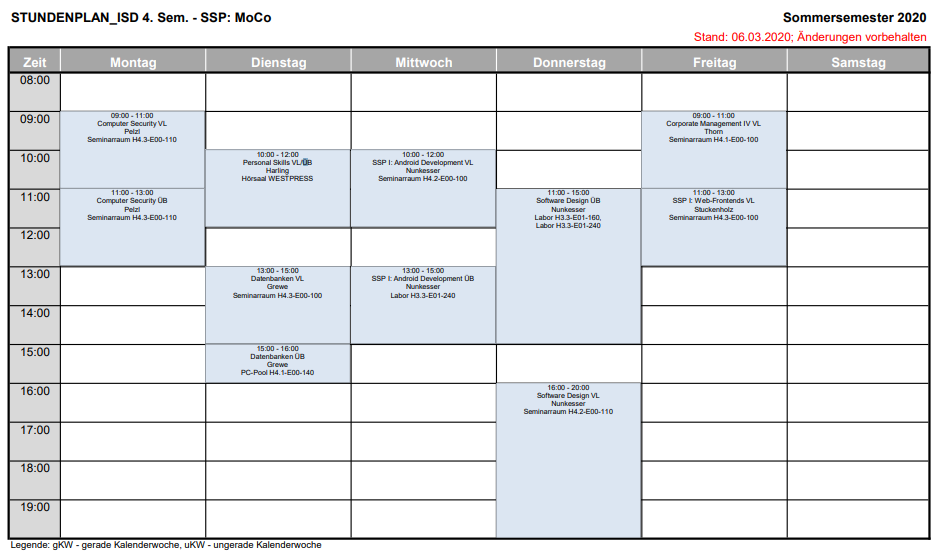 STUNDENPLAN_ISD 4. Sem. - SSP: MoCo
Sommersemester 2020
Stand: 06.03.2020; Änderungen vorbehalten
Zeit Montag Dienstag Mittwoch Donnerstag Freitag Samstag
08:00
09:00
09:00 - 11:00
Computer Security VL
Pelzl
Seminarraum H4.3-E00-110
09:00 - 11:00
Corporate Management IV VL
Thorn
Seminarraum H4.1-E00-100
10:00
10:00 - 12:00
Personal Skills VL/ÜB
Harling
Hörsaal WESTPRESS
10:00 - 12:00
SSP I: Android Development VL
Nunkesser
Seminarraum H4.2-E00-100
11:00
11:00 - 13:00
Computer Security ÜB
Pelzl
Seminarraum H4.3-E00-110
11:00 - 15:00
Software Design ÜB
Nunkesser
Labor H3.3-E01-160,
Labor H3.3-E01-240
11:00 - 13:00
SSP I: Web-Frontends VL
Stuckenholz
Seminarraum H4.3-E00-100
12:00
13:00
13:00 - 15:00
Datenbanken VL
Grewe
Seminarraum H4.3-E00-100
13:00 - 15:00
SSP I: Android Development ÜB
Nunkesser
Labor H3.3-E01-240
14:00
15:00
15:00 - 16:00
Datenbanken ÜB
Grewe
PC-Pool H4.1-E00-140
16:00
16:00 - 20:00
Software Design VL
Nunkesser
Seminarraum H4.2-E00-110
17:00
18:00
19:00
Legende: gKW - gerade Kalenderwoche, uKW - ungerade Kalenderwoche